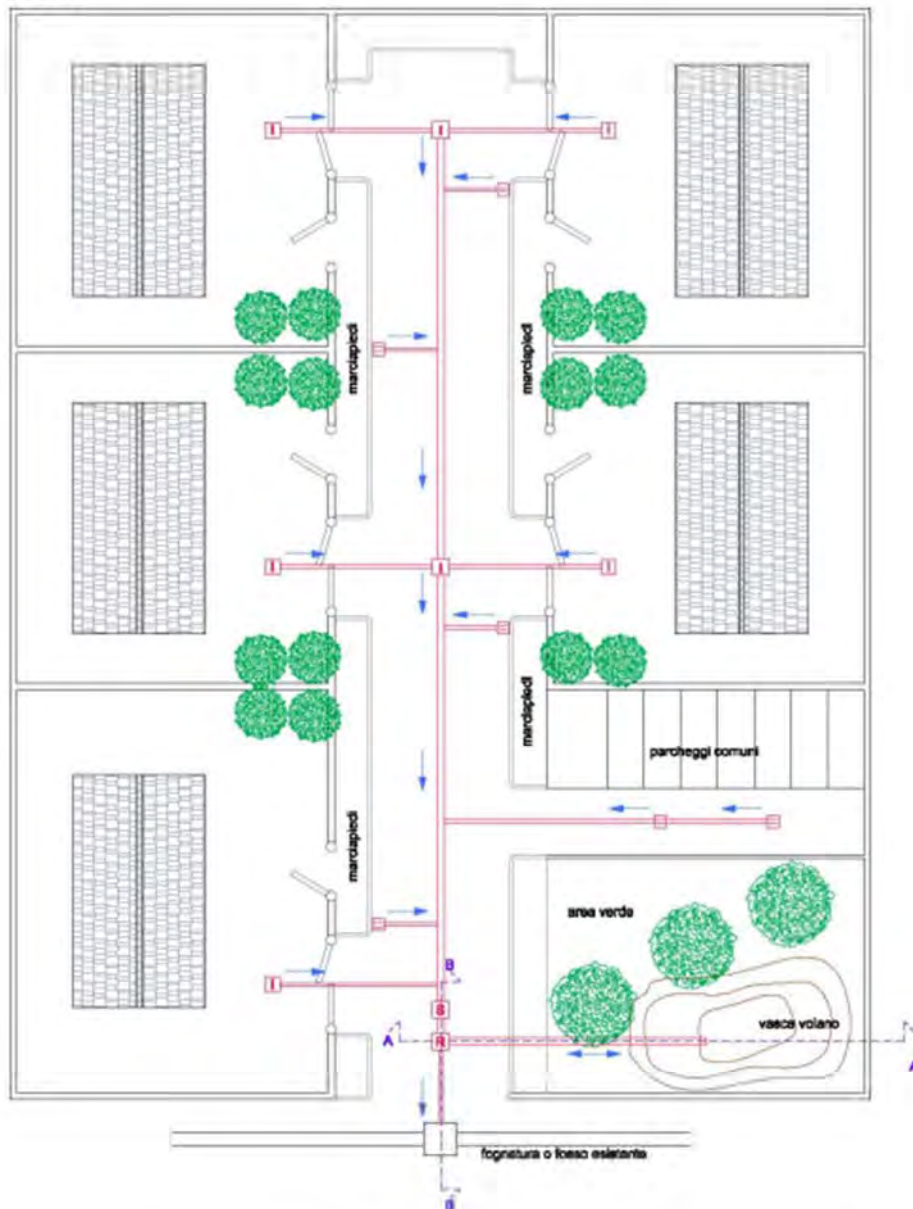 I
I
I
marciapiedi
marciapiedi
I
I
I
marciapiedi
parcheggi comuni
marciapiedi
area verde
I
B
S
vasca volano
A
R
A
fognatura o fosso esistente
B